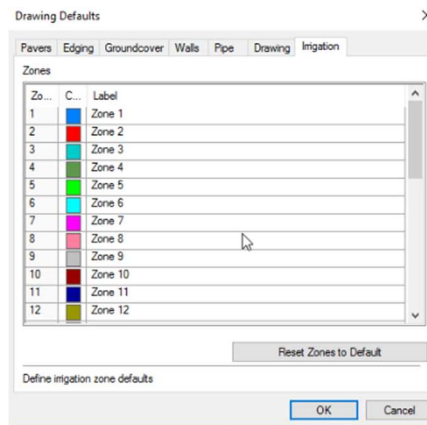 Drawing Defaults
Pavers Edging Groundcover Walls Pipe Drawing Irrigation
Zones
Zo... C... Label
1 Zone 1
2 Zone 2
3 Zone 3
4 Zone 4
5 Zone 5
6 Zone 6
7 Zone 7
8 Zone 8
9 Zone 9
10 Zone 10
11 Zone 11
12 Zone 12
Reset Zones to Default
Define irrigation zone defaults
OK Cancel